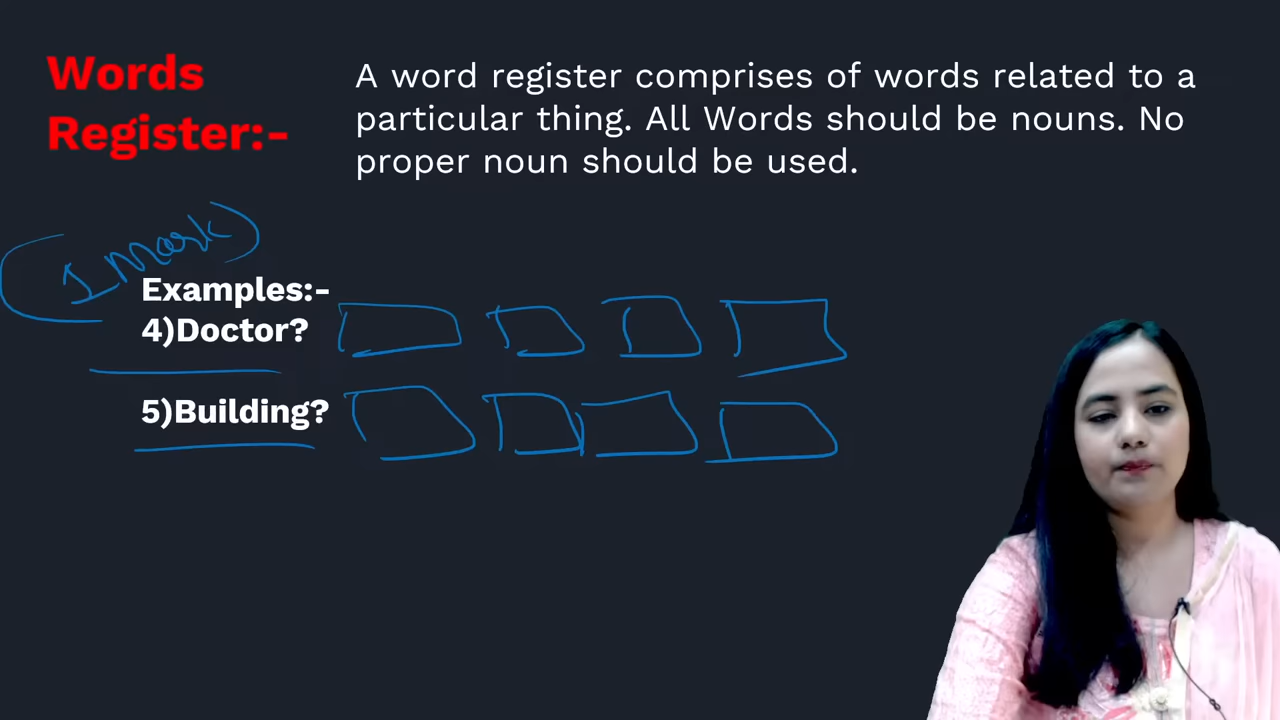 Words
Register:-
A word register comprises of words related to a
particular thing. All Words should be nouns. No
proper noun should be used.
(1 Mark)
Examples:-
4)Doctor?
5)Building?